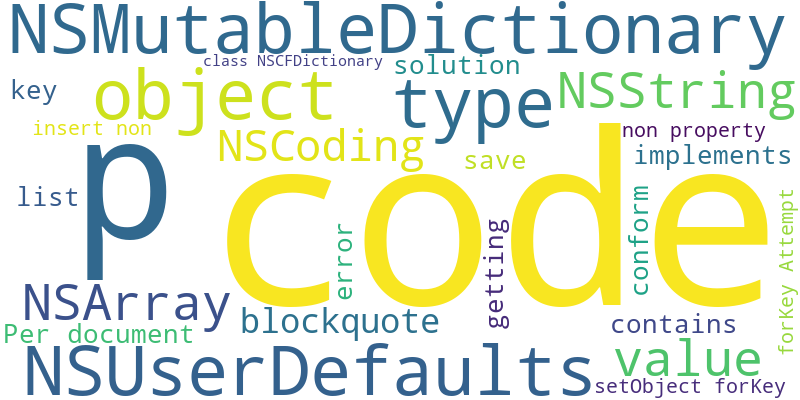 NSMutableDictionary
class NSCFDictionary
solution
key
object
type
NSString
insert non
NSCoding
save
non property
implements
p
code
list
error
getting
conform
forKey Attempt
NSArray
Per document
blockquote
contains
NSUserDefaults
value
setObject forKey